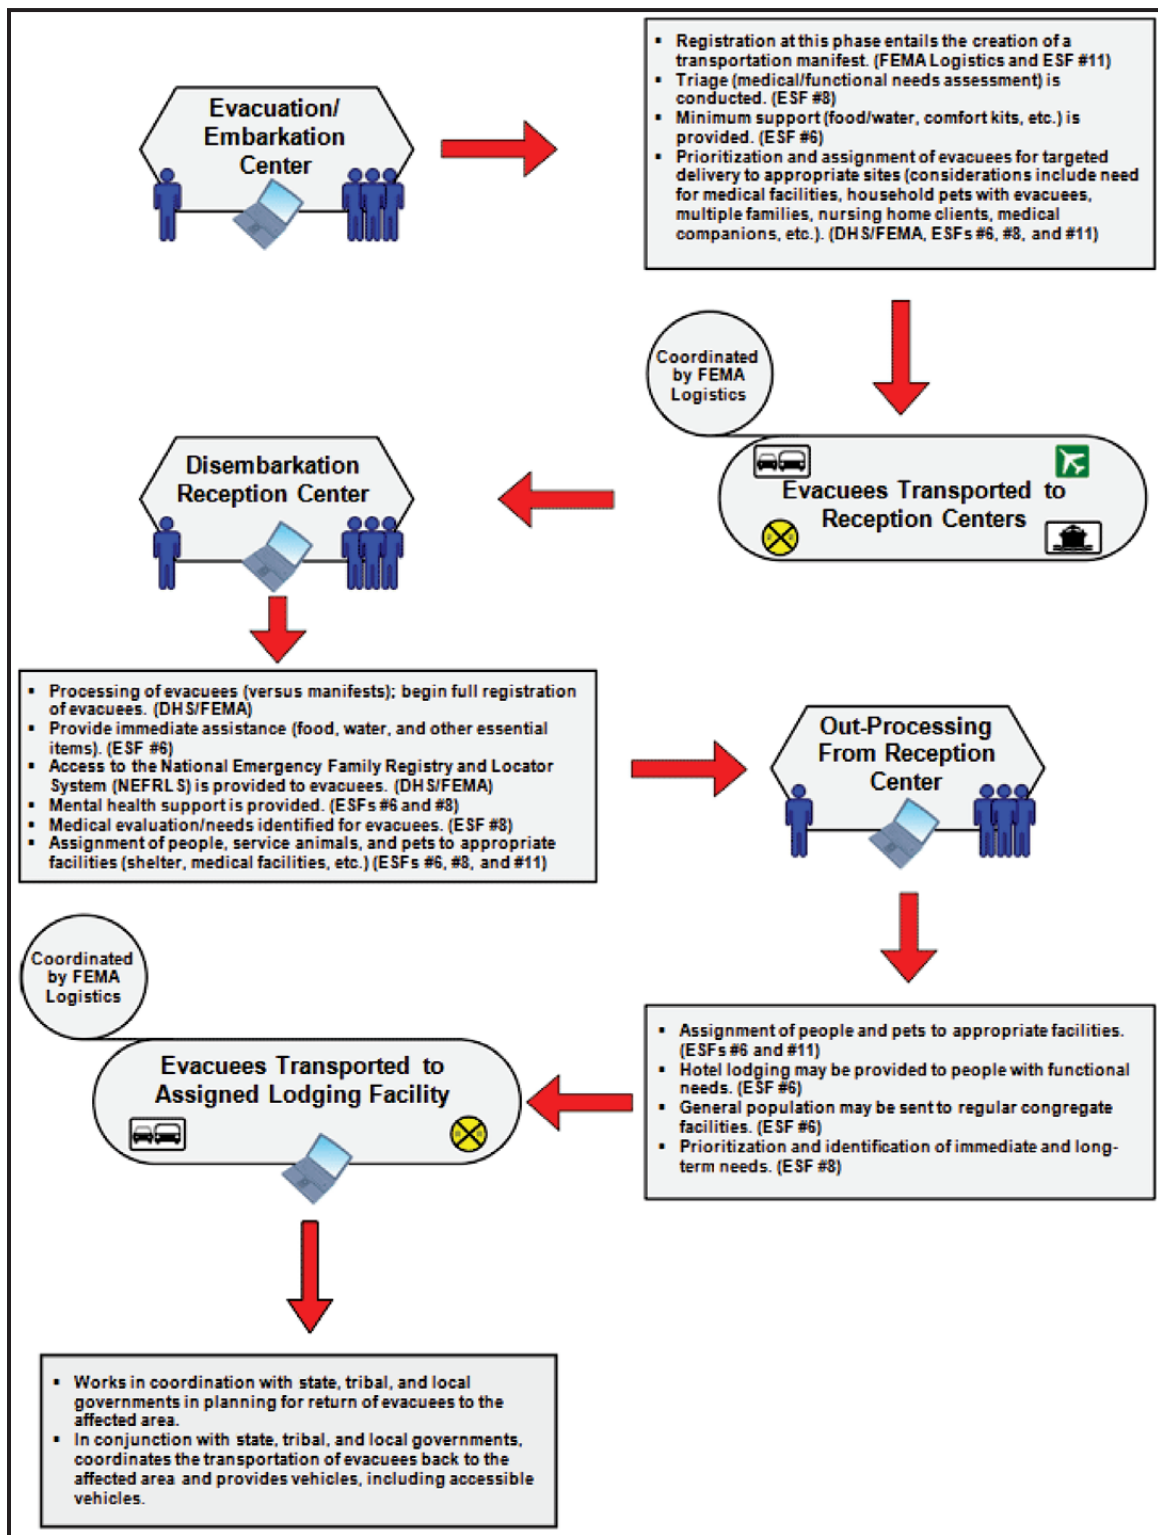 Evacuation/
Embarkation
Center
▪ Registration at this phase entails the creation of a
transportation manifest. (FEMA Logistics and ESF #11)
▪ Triage (medical/functional needs assessment) is
conducted. (ESF #8)
▪ Minimum support (food/water, comfort kits, etc.) is
provided. (ESF #6)
▪ Prioritization and assignment of evacuees for targeted
delivery to appropriate sites (considerations include need
for medical facilities, household pets with evacuees,
multiple families, nursing home clients, medical
companions, etc.). (DHS/FEMA, ESFs #6, #8, and #11)
Coordinated
by FEMA
Logistics
Evacuees Transported to
Reception Centers
Disembarkation
Reception Center
▪ Processing of evacuees (versus manifests); begin full registration
of evacuees. (DHS/FEMA)
▪ Provide immediate assistance (food, water, and other essential
items). (ESF #6)
▪ Access to the National Emergency Family Registry and Locator
System (NEFRLS) is provided to evacuees. (DHS/FEMA)
▪ Mental health support is provided. (ESFs #6 and #8)
▪ Medical evaluation/needs identified for evacuees. (ESF #8)
▪ Assignment of people, service animals, and pets to appropriate
facilities (shelter, medical facilities, etc.) (ESFs #6, #8, and #11)
Out-Processing
From Reception
Center
▪ Assignment of people and pets to appropriate facilities.
(ESFs #6 and #11)
▪ Hotel lodging may be provided to people with functional
needs. (ESF #6)
▪ General population may be sent to regular congregate
facilities. (ESF #6)
▪ Prioritization and identification of immediate and long-
term needs. (ESF #8)
Coordinated
by FEMA
Logistics
Evacuees Transported to
Assigned Lodging Facility
▪ Works in coordination with state, tribal, and local
governments in planning for return of evacuees to the
affected area.
▪ In conjunction with state, tribal, and local governments,
coordinates the transportation of evacuees back to the
affected area and provides vehicles, including accessible
vehicles.